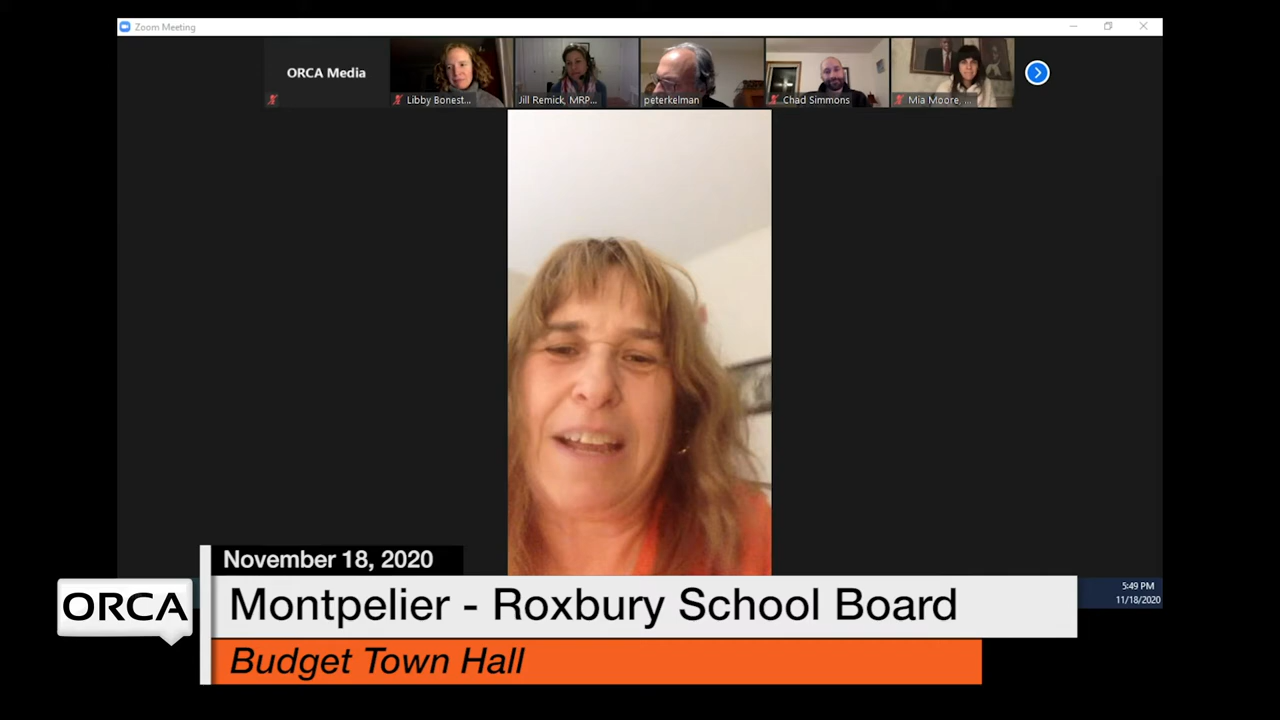 Zoom Meeting
ORCA Media
Libby Bonest...
Jill Remick, MRP...
peterkelman
Chad Simmons
Mia Moore, ...
November 18, 2020
Montpelier - Roxbury School Board
ORCA
Budget Town Hall
5:49 PM
11/18/2020